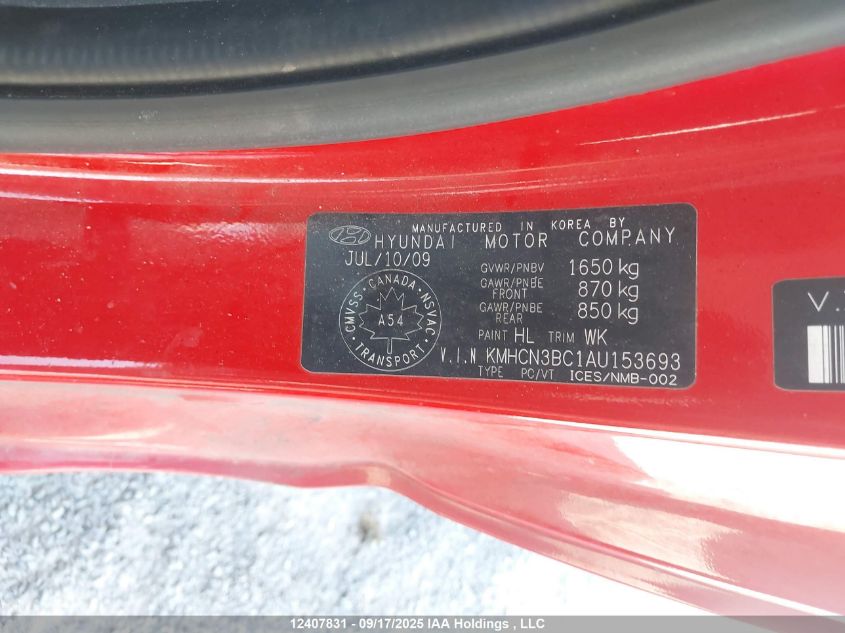 MANUFACTURED IN KOREA BY
HYUNDAI MOTOR COMPANY
JUL/10/09
GVWR/PNBV 1650 kg
GAWR/PNBE FRONT 870 kg
GAWR/PNBE REAR 850 kg
CMVSS. CANADA. NSVAC
A54
TRANSPORT
PAINT HL TRIM WK
V.I.N KMHCN3BC1AU153693
TYPE PC/VT ICES/NMB-002
V.
12407831 - 09/17/2025 IAA Holdings , LLC